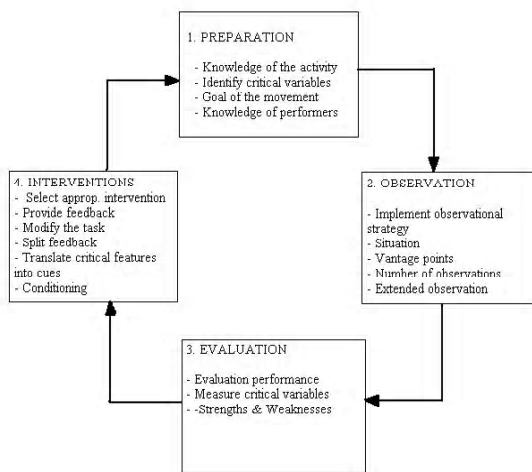 1. PREPARATION
- Knowledge of the activity
- Identify critical variables
- Goal of the movement
- Knowledge of performers
2. OBSERVATION
- Implement observational
strategy
- Situation
- Vantage points
- Number of observations
- Extended observation
3. EVALUATION
- Evaluation performance
- Measure critical variables
- -Strengths & Weaknesses
4. INTERVENTIONS
- Select approp. intervention
- Provide feedback
- Modify the task
- Split feedback
- Translate critical features
into cues
- Conditioning